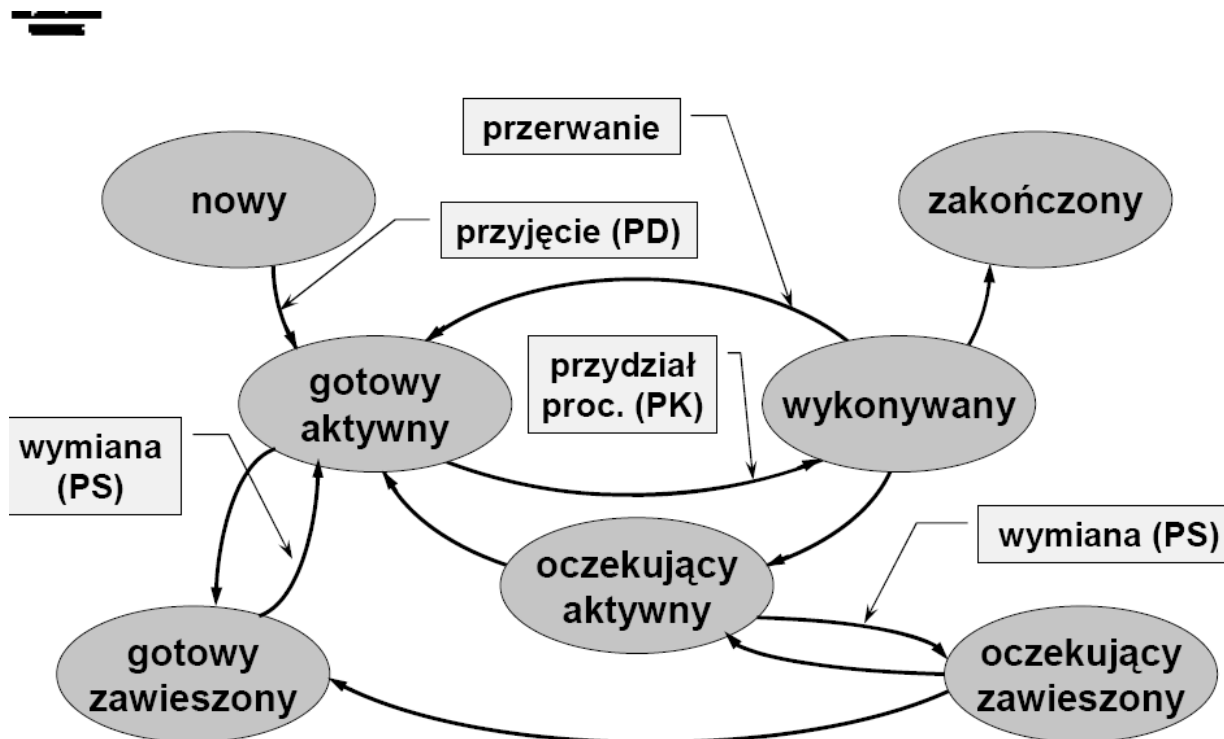 przerwanie
nowy
zakończony
przyjęcie (PD)
gotowy
aktywny
przydział
proc. (PK)
wykonywany
wymiana
(PS)
oczekujący
aktywny
wymiana (PS)
gotowy
zawieszony
oczekujący
zawieszony